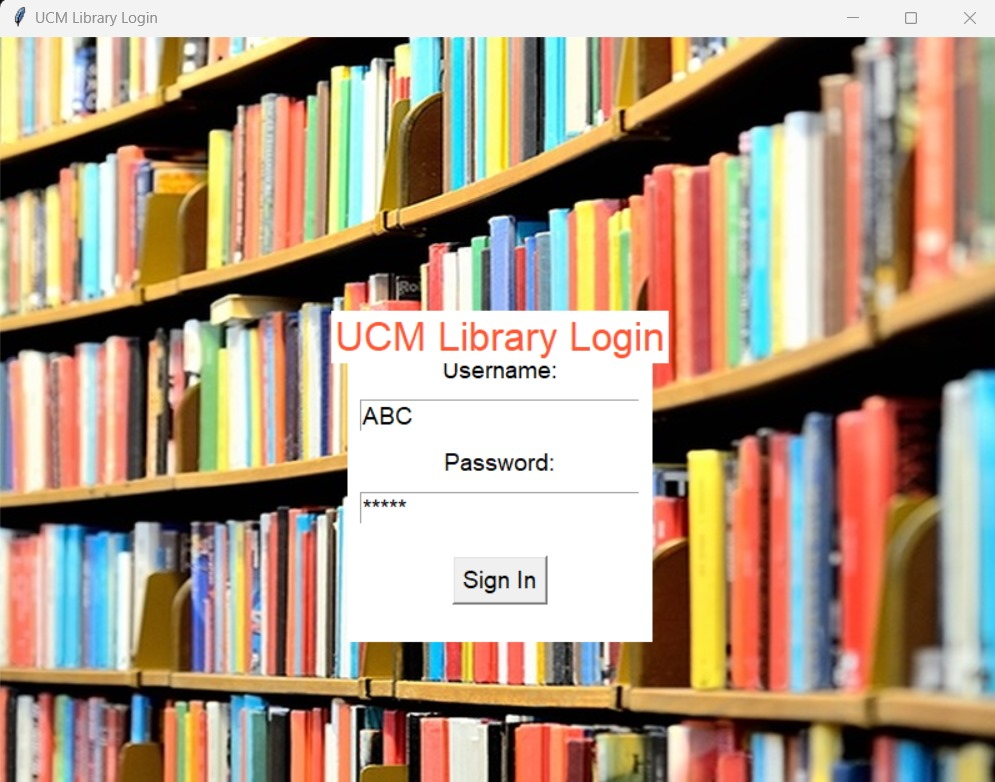 UCM Library Login
UCM Library Login
Username:
ABC
Password:
*****
Sign In